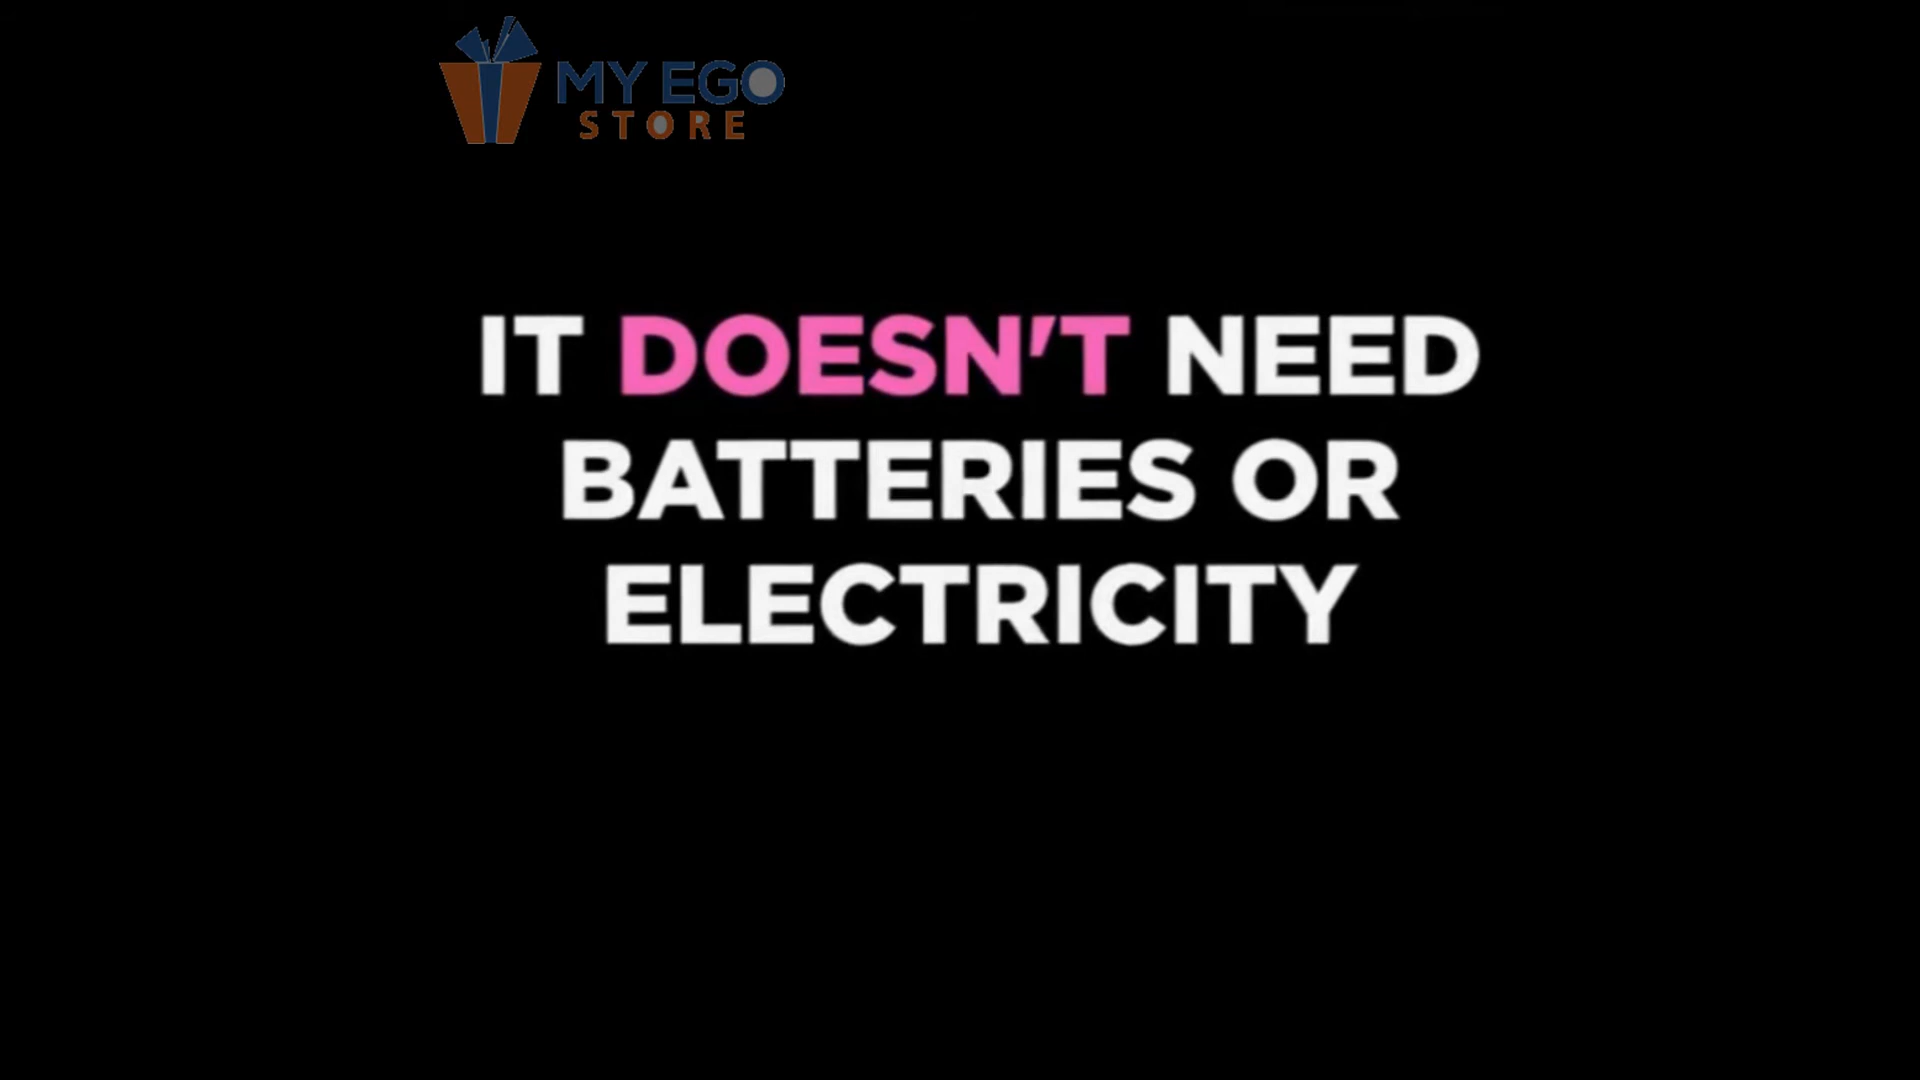 MY EGO
STORE
IT DOESN'T NEED
BATTERIES OR
ELECTRICITY